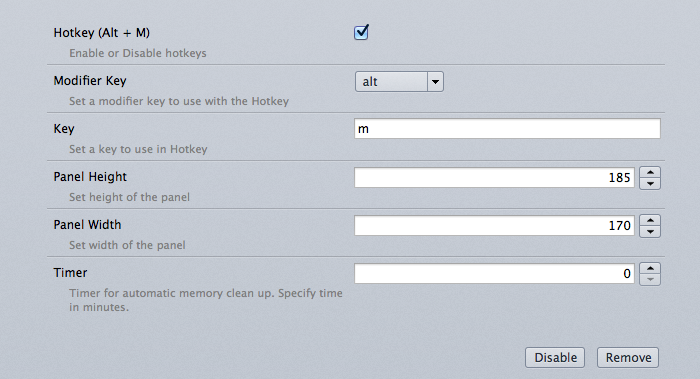 Hotkey (Alt + M)
Enable or Disable hotkeys
Modifier Key
alt
Set a modifier key to use with the Hotkey
Key
m
Set a key to use in Hotkey
Panel Height
185
Set height of the panel
Panel Width
170
Set width of the panel
Timer
0
Timer for automatic memory clean up. Specify time
in minutes.
Disable
Remove